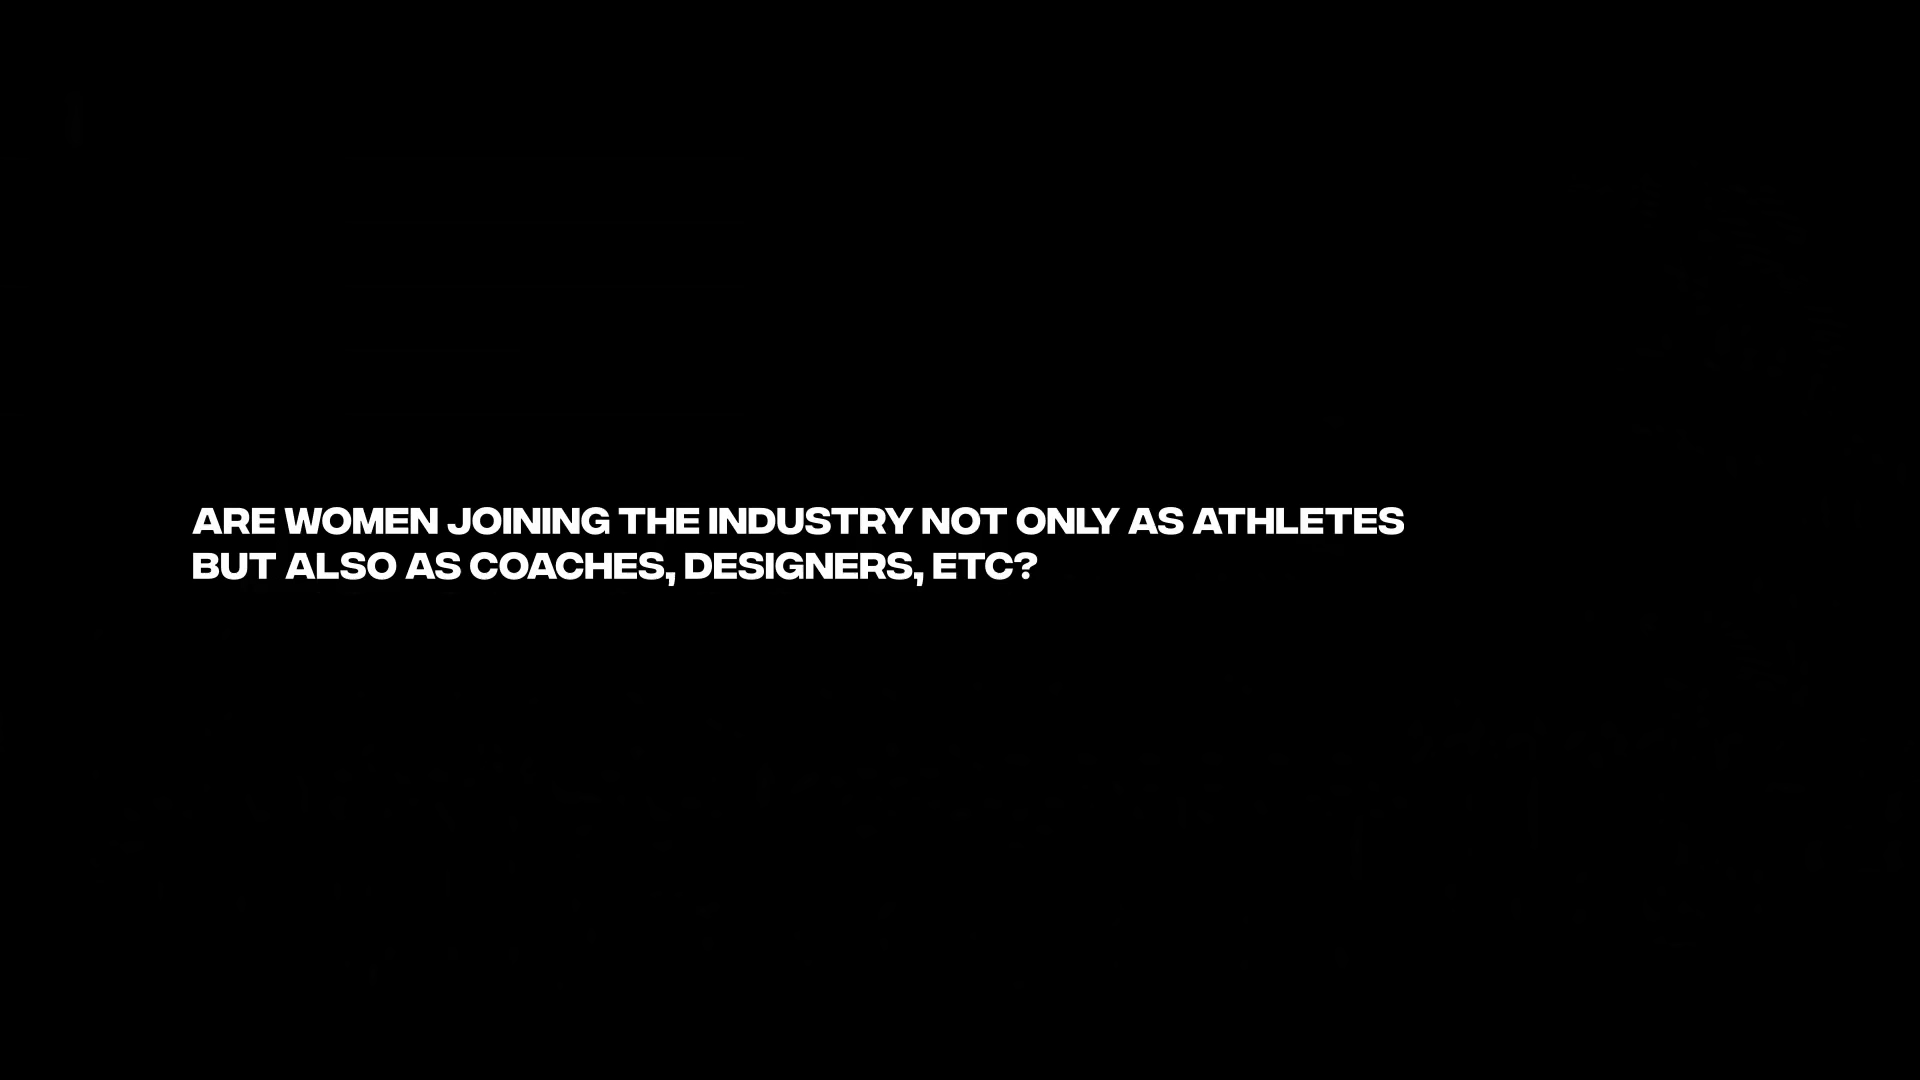 ARE WOMEN JOINING THE INDUSTRY NOT ONLY AS ATHLETES
BUT ALSO AS COACHES, DESIGNERS, ETC?